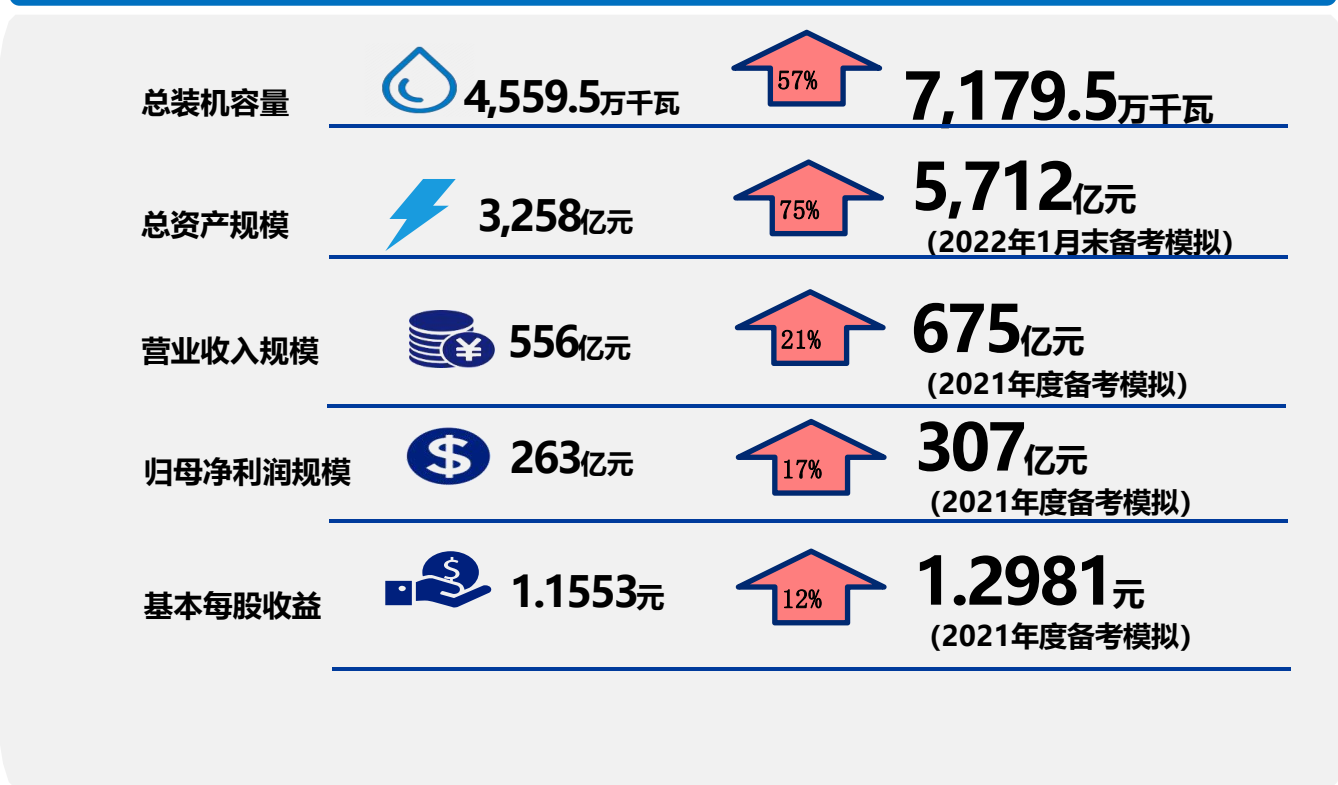 总装机容量 4,559.5万千瓦 57% 7,179.5万千瓦
总资产规模 3,258亿元 75% 5,712亿元
（2022年1月末备考模拟）
营业收入规模 556亿元 21% 675亿元
（2021年度备考模拟）
归母净利润规模 263亿元 17% 307亿元
（2021年度备考模拟）
基本每股收益 1.1553元 12% 1.2981元
（2021年度备考模拟）